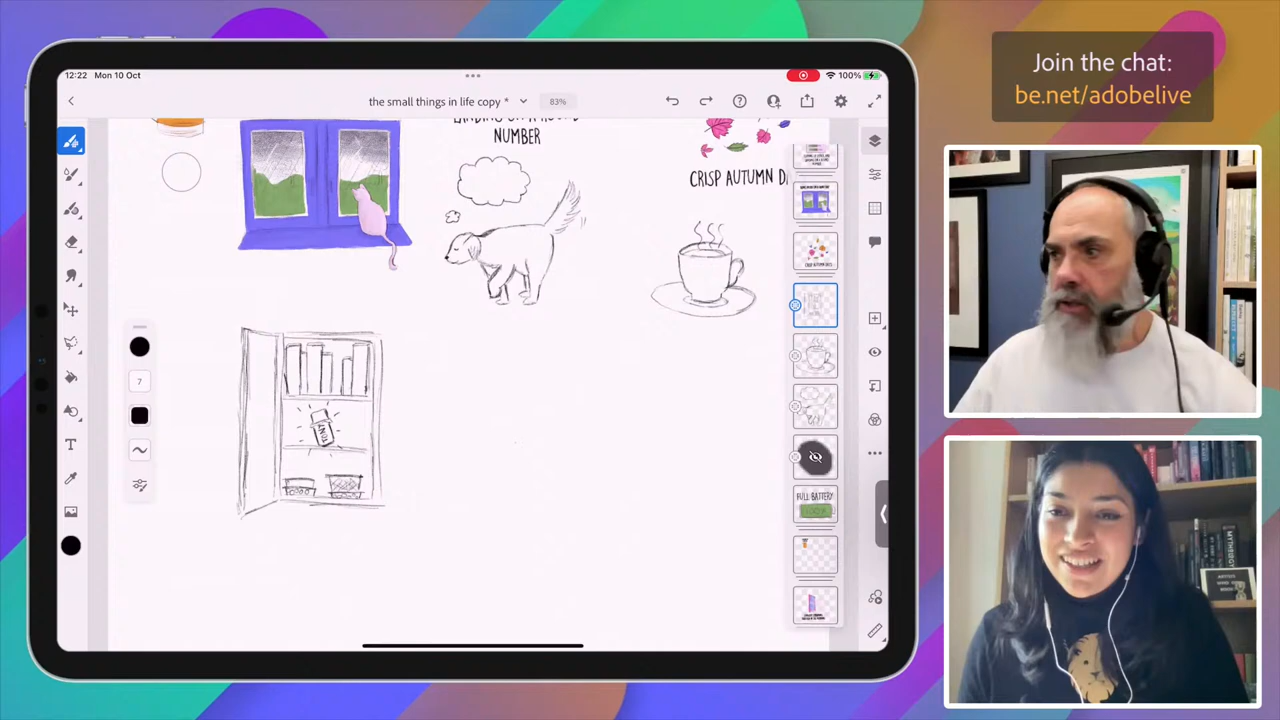 12:22 Mon 10 Oct
100%
the small things in life copy *
83%
NUMBER
CRISP AUTUMN D
7
FULL BATTERY
Join the chat:
be.net/adobelive